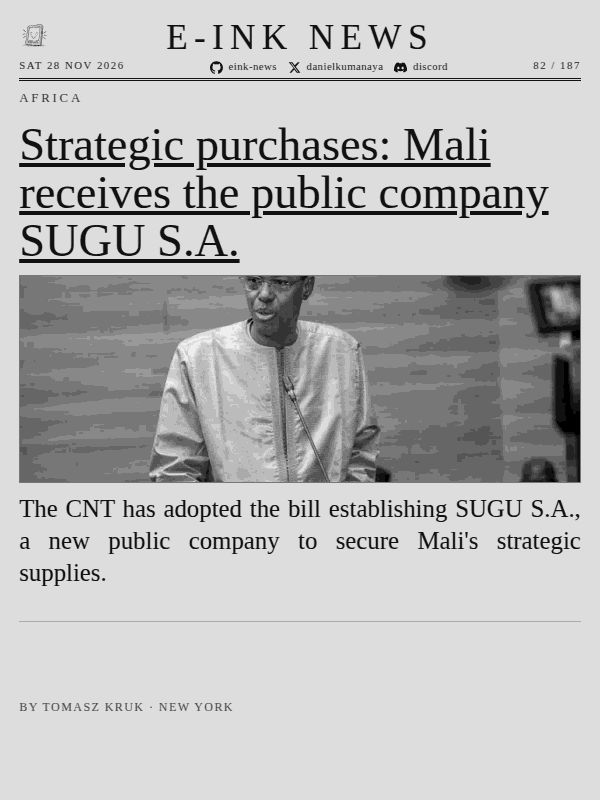 E-INK NEWS
SAT 28 NOV 2026
eink-news danielkumanaya discord
82 / 187
AFRICA
Strategic purchases: Mali
receives the public company
SUGU S.A.
The CNT has adopted the bill establishing SUGU S.A.,
a new public company to secure Mali's strategic
supplies.
BY TOMASZ KRUK · NEW YORK